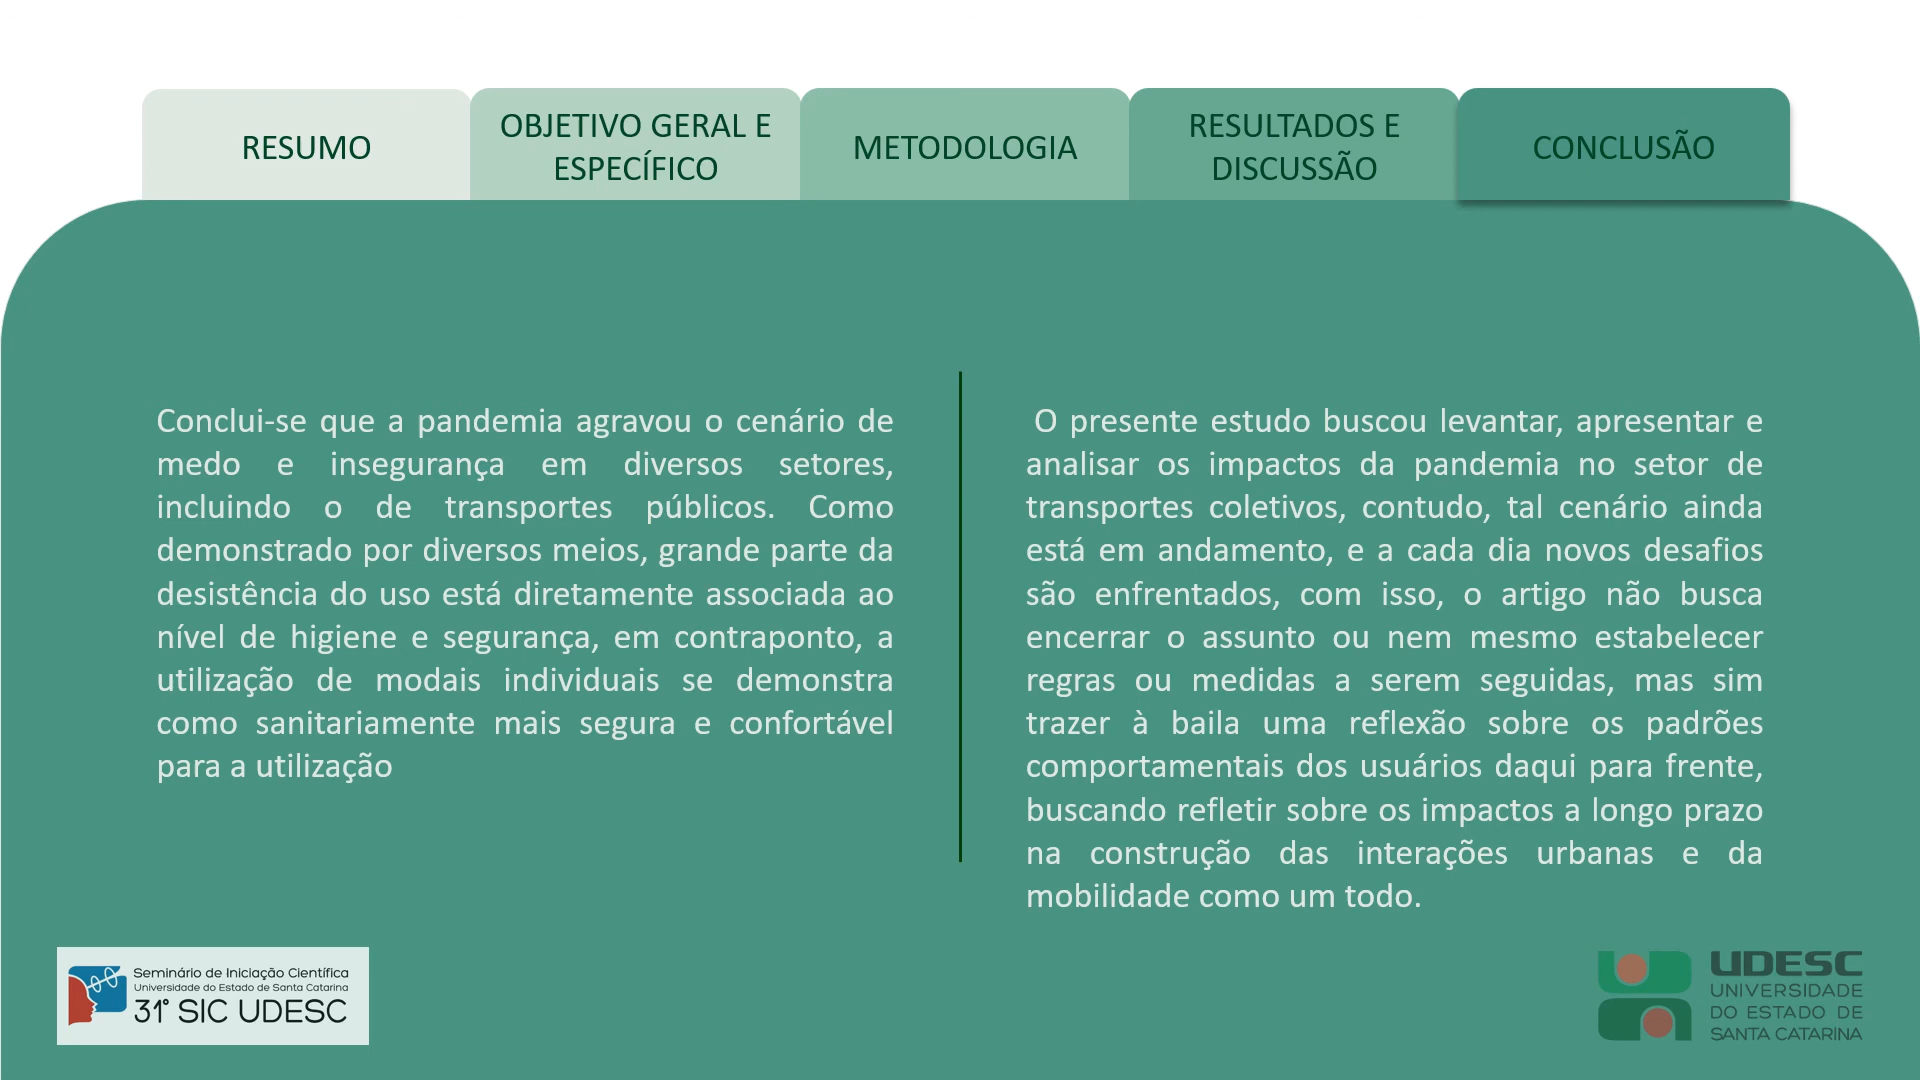 RESUMO
OBJETIVO GERAL E
ESPECÍFICO
METODOLOGIA
RESULTADOS E
DISCUSSÃO
CONCLUSÃO
Conclui-se que a pandemia agravou o cenário de
medo e insegurança em diversos setores,
incluindo o de transportes públicos. Como
demonstrado por diversos meios, grande parte da
desistência do uso está diretamente associada ao
nível de higiene e segurança, em contraponto, a
utilização de modais individuais se demonstra
como sanitariamente mais segura e confortável
para a utilização
O presente estudo buscou levantar, apresentar e
analisar os impactos da pandemia no setor de
transportes coletivos, contudo, tal cenário ainda
está em andamento, e a cada dia novos desafios
são enfrentados, com isso, o artigo não busca
encerrar o assunto ou nem mesmo estabelecer
regras ou medidas a serem seguidas, mas sim
trazer à baila uma reflexão sobre os padrões
comportamentais dos usuários daqui para frente,
buscando refletir sobre os impactos a longo prazo
na construção das interações urbanas e da
mobilidade como um todo.
Seminário de Iniciação Científica
Universidade do Estado de Santa Catarina
31º SIC UDESC
UDESC
UNIVERSIDADE
DO ESTADO DE
SANTA CATARINA